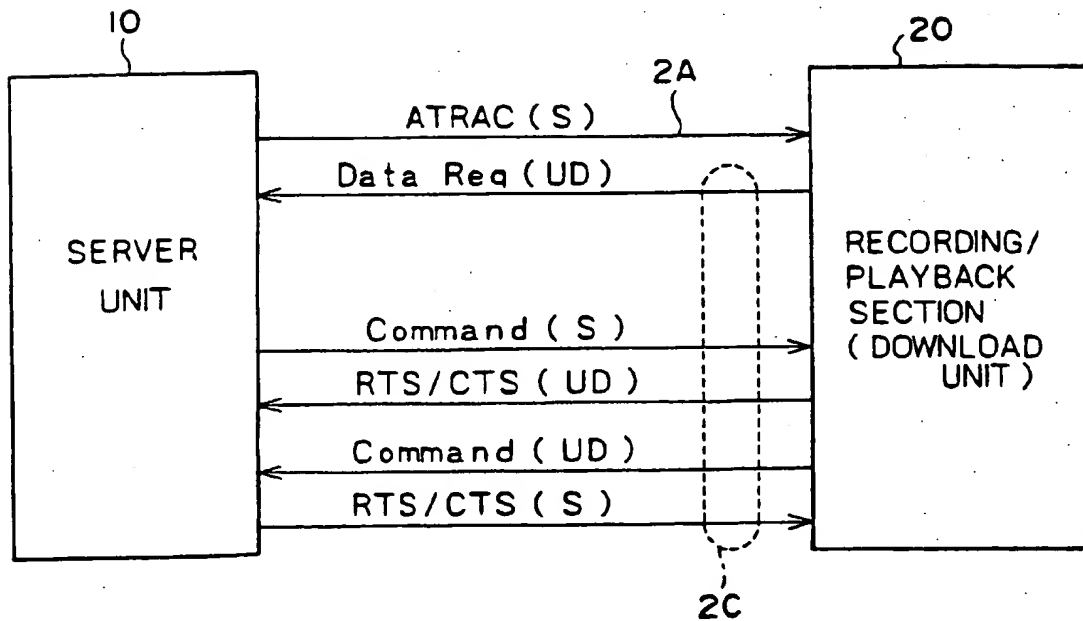 10
20
2A
ATRAC (S)
Data Req (UD)
SERVER
UNIT
RECORDING/
PLAYBACK
SECTION
(DOWNLOAD
UNIT)
Command (S)
RTS/CTS (UD)
Command (UD)
RTS/CTS (S)
2C